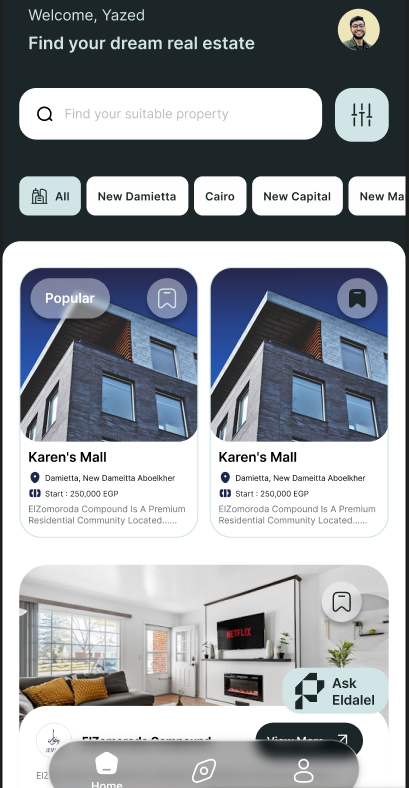 Welcome, Yazed
Find your dream real estate
Find your suitable property
All
New Damietta
Cairo
New Capital
New Ma
Popular
Karen's Mall
Damietta, New Dameitta Aboelkher
Start : 250,000 EGP
ElZomoroda Compound Is A Premium
Residential Community Located......
Karen's Mall
Damietta, New Dameitta Aboelkher
Start : 250,000 EGP
ElZomoroda Compound Is A Premium
Residential Community Located......
NETFLIX
Ask
Eldalel
ElZomoroda Compound
View More
Home